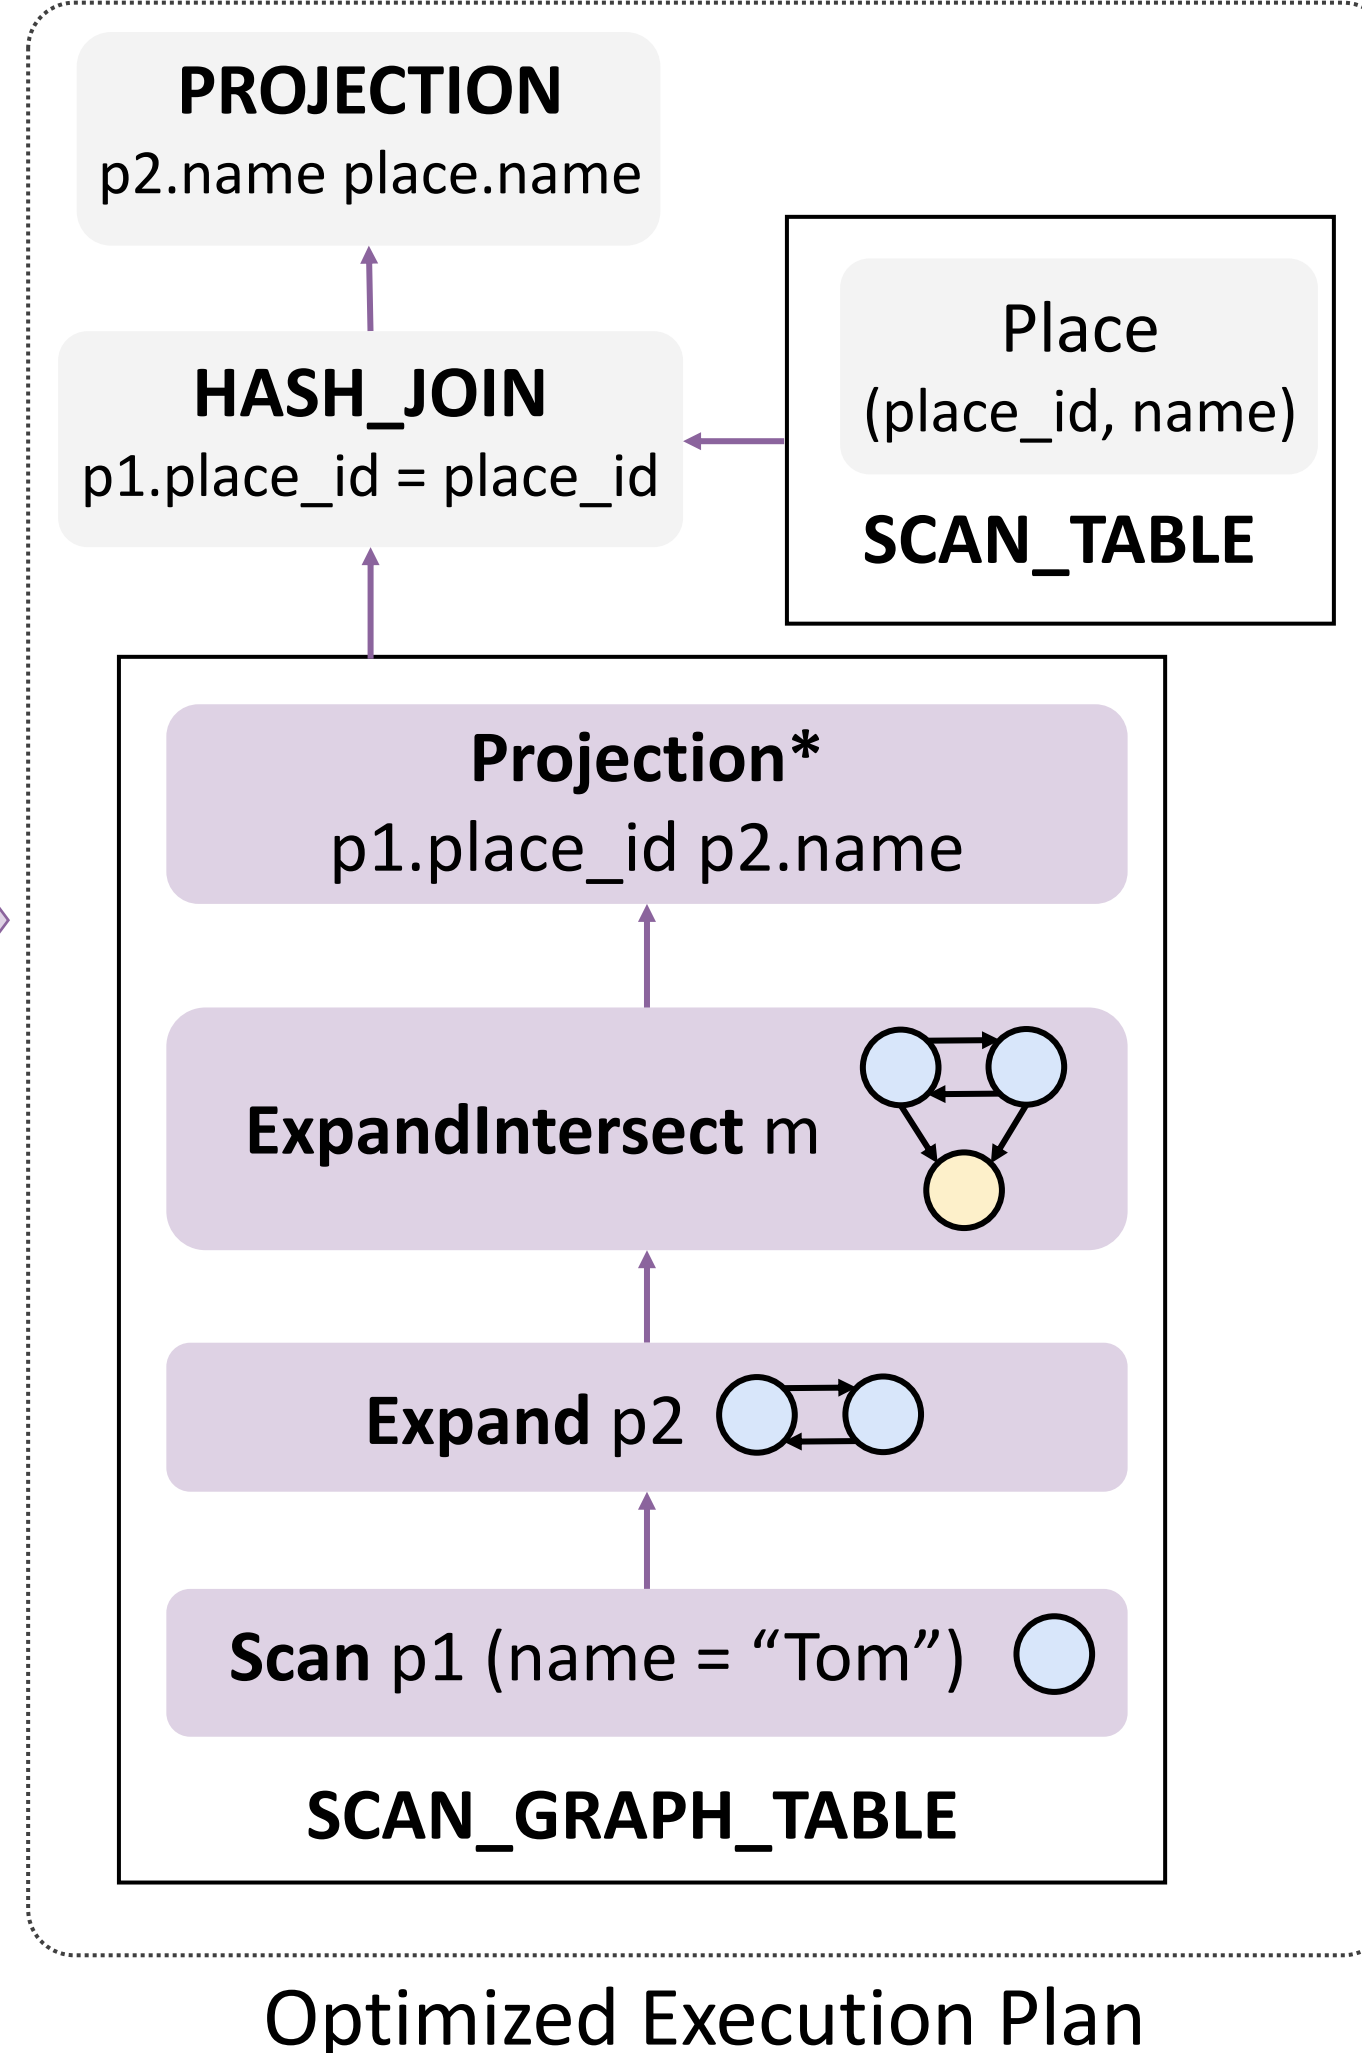 PROJECTION
p2.name place.name
HASH_JOIN
p1.place_id = place_id
Place
(place_id, name)
SCAN_TABLE
Projection*
p1.place_id p2.name
ExpandIntersect m
Expand p2
Scan p1 (name = “Tom”)
SCAN_GRAPH_TABLE
Optimized Execution Plan